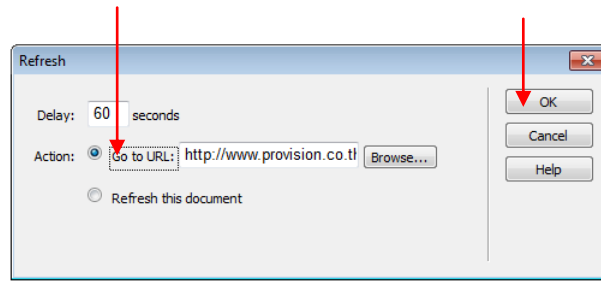 Refresh
Delay: 60 seconds
Action: Go to URL: http://www.provision.co.th Browse...
Refresh this document
OK
Cancel
Help